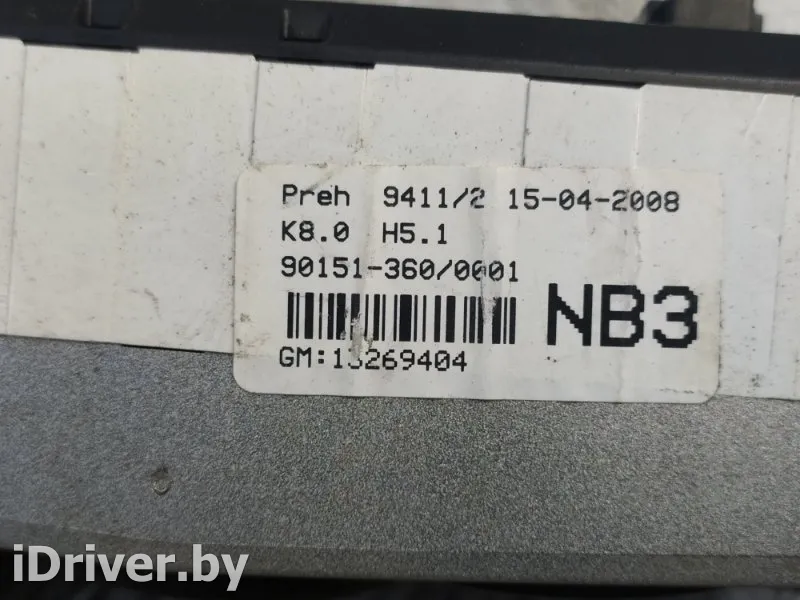 Preh 9411/2 15-04-2008
K8.0 H5.1
90151-360/0001
NB3
GM:13269404
iDriver.by